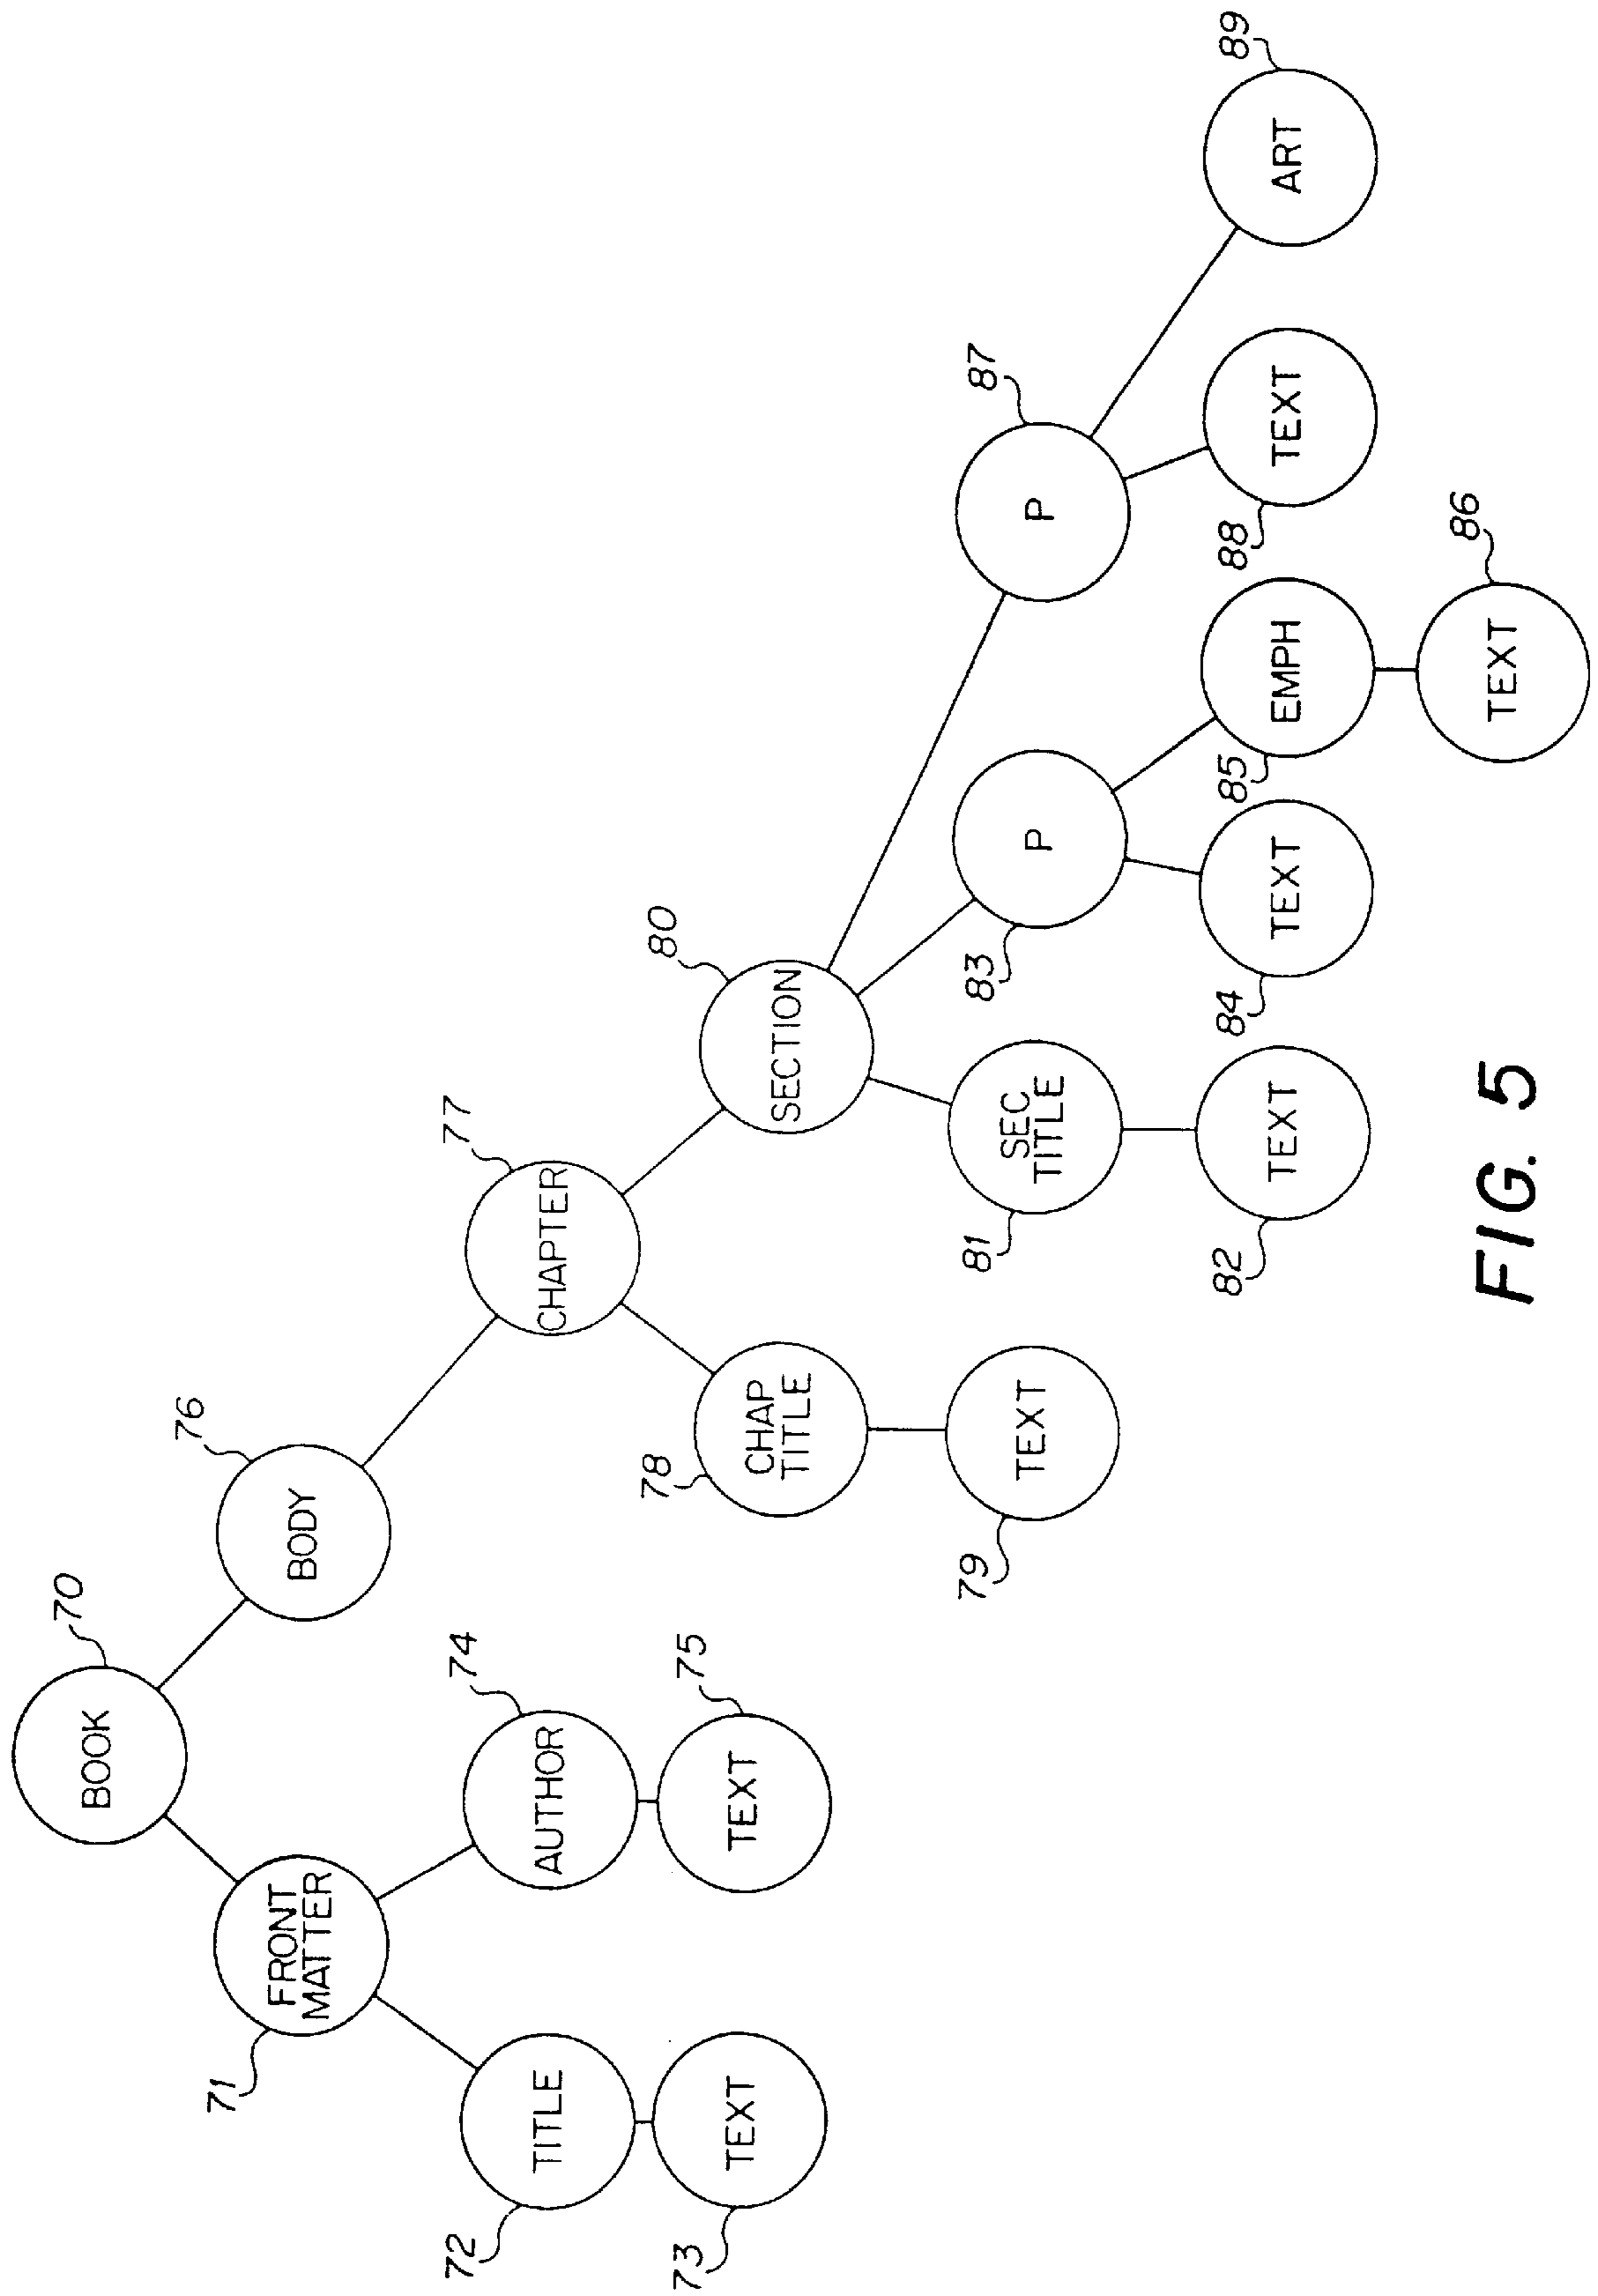 70
BOOK
71
FRONT
MATTER
76
BODY
72
TITLE
74
AUTHOR
77
CHAPTER
73
TEXT
75
TEXT
78
CHAP
TITLE
80
SECTION
79
TEXT
81
SEC
TITLE
83
P
87
P
82
TEXT
84
TEXT
85
EMPH
88
TEXT
89
ART
86
TEXT
FIG. 5